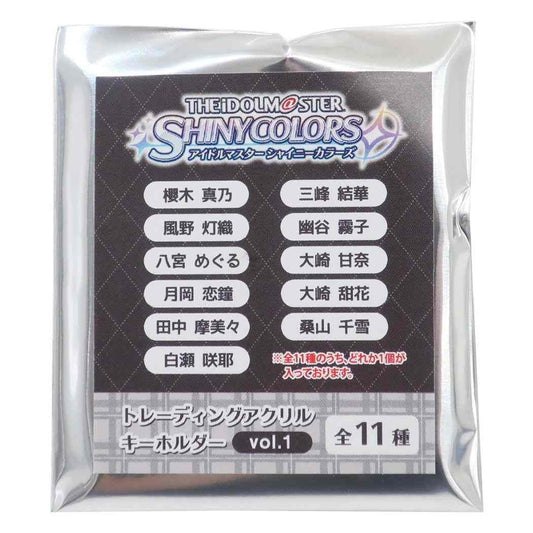 THE iDOLM@STER
SHINY COLORS
アイドルマスター シャイニーカラーズ
櫻木 真乃
風野 灯織
八宮 めぐる
月岡 恋鐘
田中 摩美々
白瀬 咲耶
三峰 結華
幽谷 霧子
大崎 甘奈
大崎 甜花
桑山 千雪
※全11種のうち、どれか1個が
入っております。
トレーディングアクリル
キーホルダー vol.1
全11種